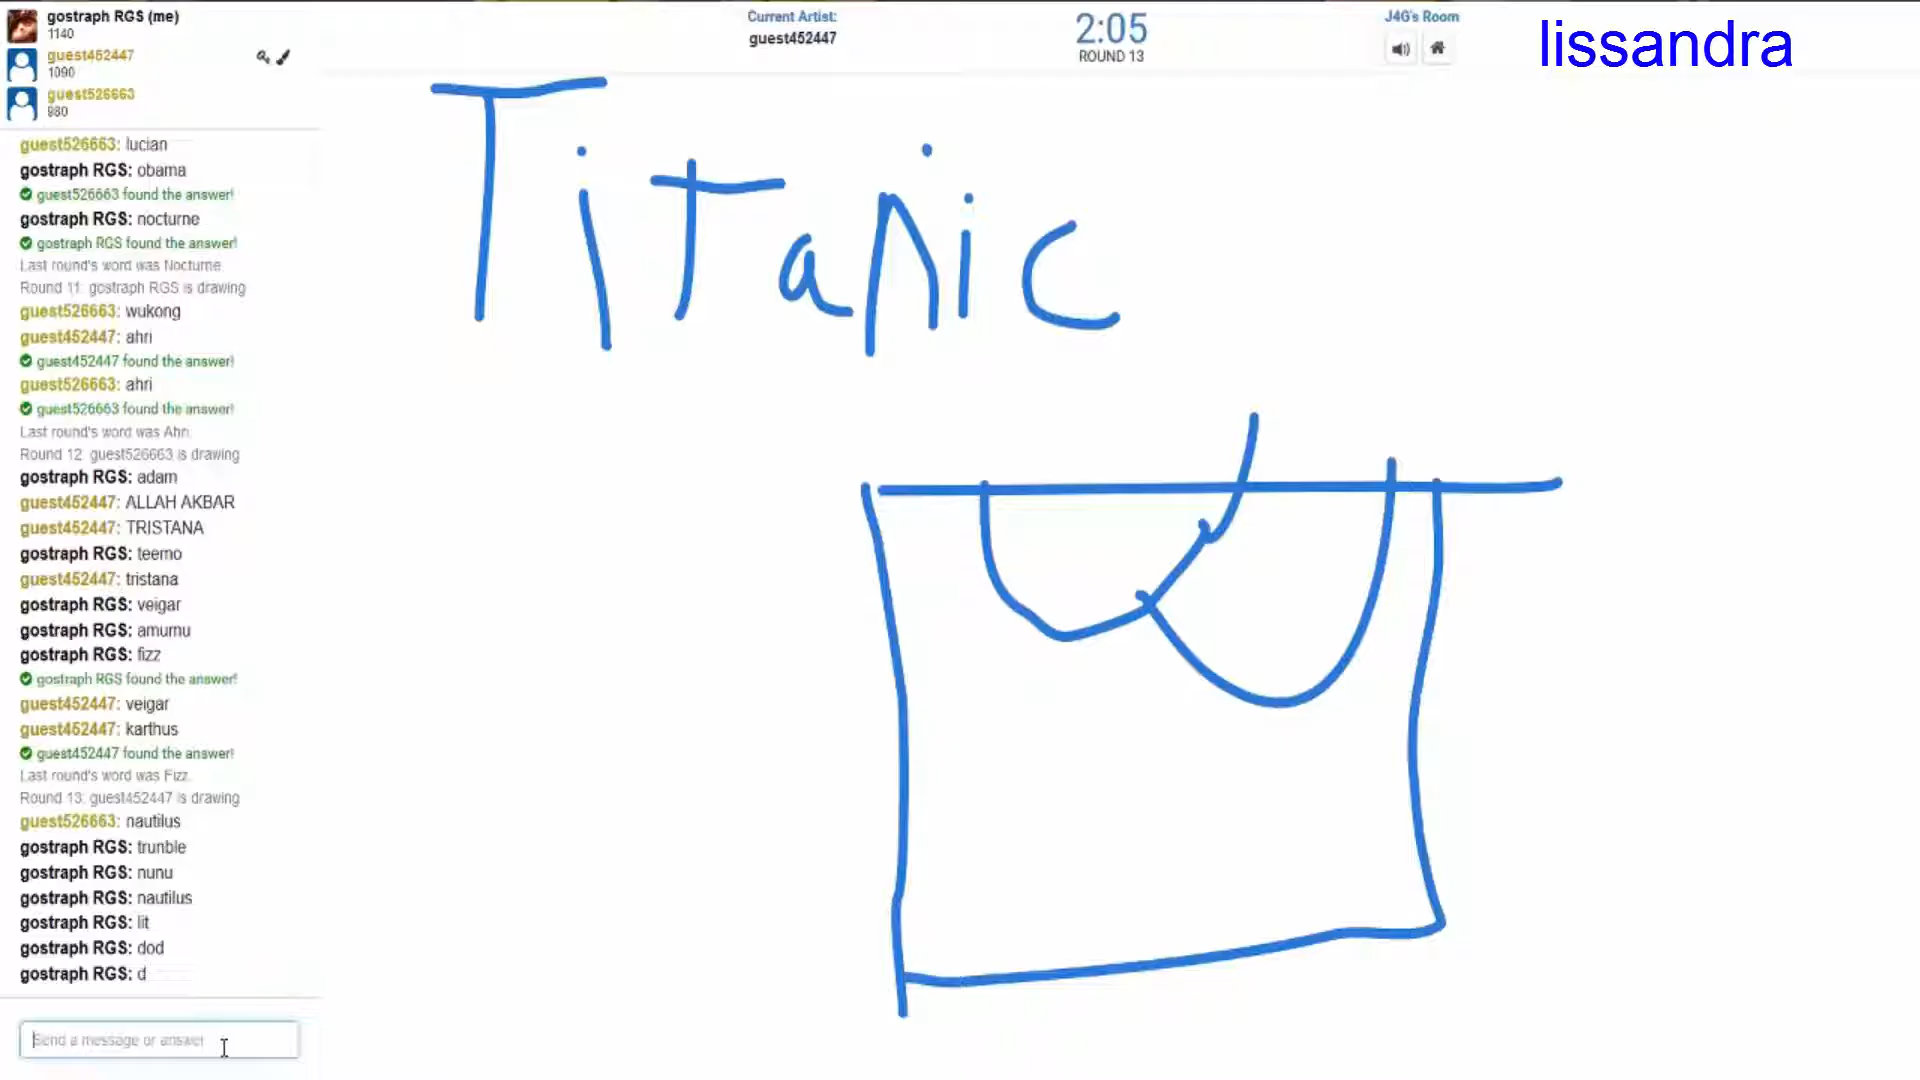 gostraph RGS (me)
1140
guest452447
1090
guest526663
980
guest526663: lucian
gostraph RGS: obama
guest526663 found the answer!
gostraph RGS: nocturne
gostraph RGS found the answer!
Last round's word was Nocturne.
Round 11: gostraph RGS is drawing
guest526663: wukong
guest452447: ahri
guest452447 found the answer!
guest526663: ahri
guest526663 found the answer!
Last round's word was Ahri.
Round 12: guest526663 is drawing
gostraph RGS: adam
guest452447: ALLAH AKBAR
guest452447: TRISTANA
gostraph RGS: teemo
guest452447: tristana
gostraph RGS: veigar
gostraph RGS: amumu
gostraph RGS: fizz
gostraph RGS found the answer!
guest452447: veigar
guest452447: karthus
guest452447 found the answer!
Last round's word was Fizz.
Round 13: guest452447 is drawing
guest526663: nautilus
gostraph RGS: trunble
gostraph RGS: nunu
gostraph RGS: nautilus
gostraph RGS: lit
gostraph RGS: dod
gostraph RGS: d
Send a message or answer
Current Artist:
guest452447
2:05
ROUND 13
J4G's Room
lissandra
Titanic